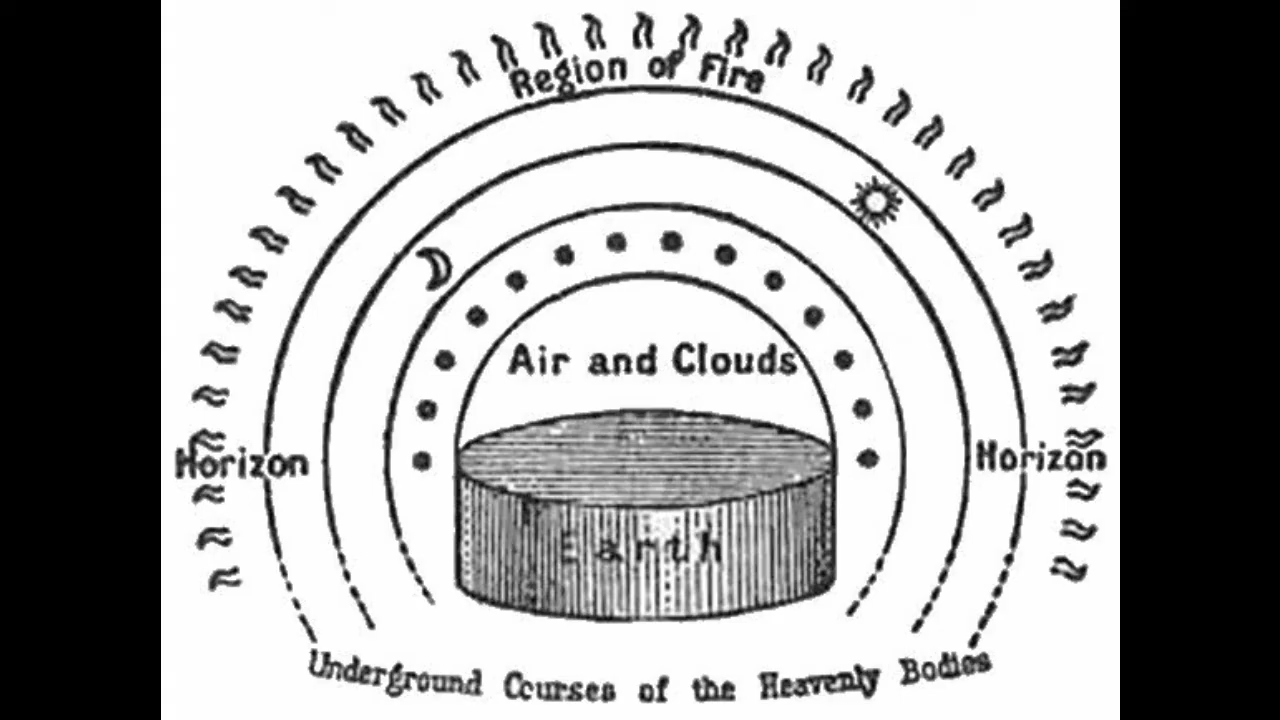 Region of Fire
Air and Clouds
Horizon
Horizon
Earth
Underground Courses of the Heavenly Bodies